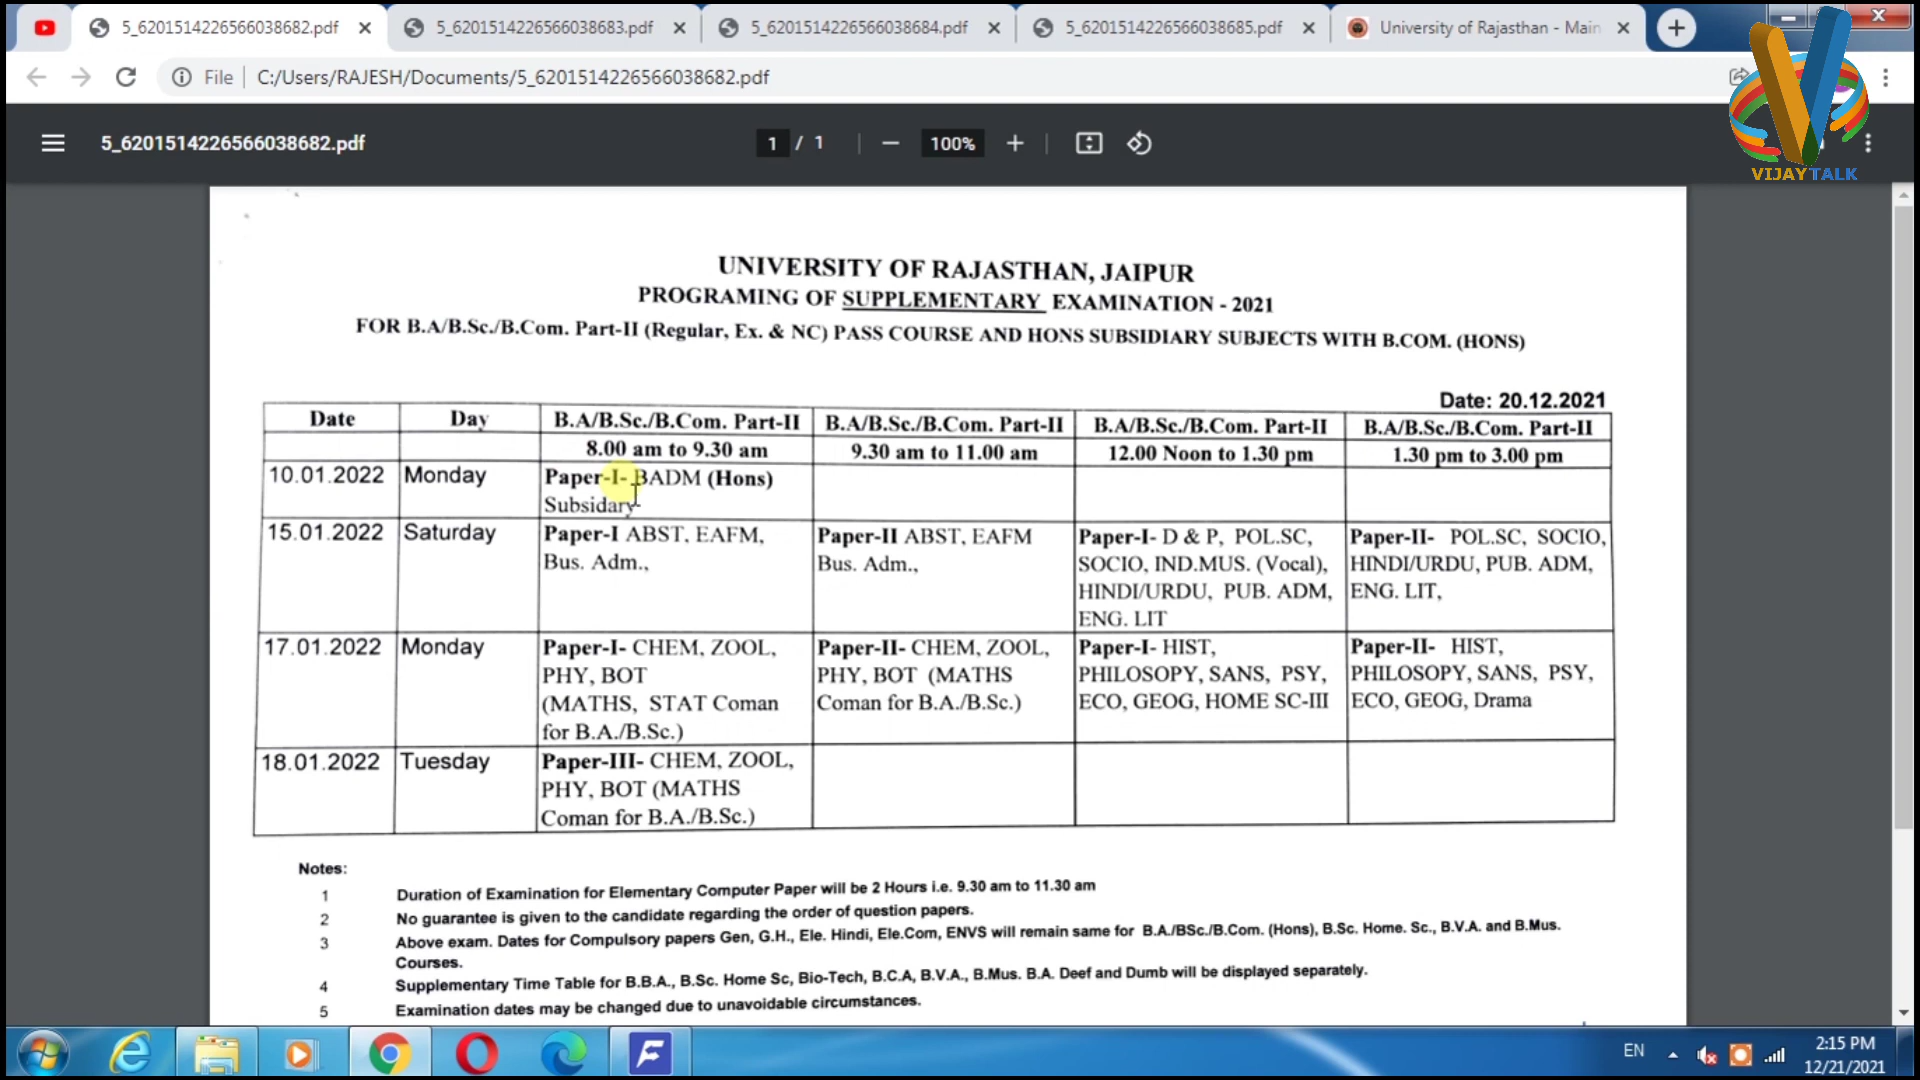 5_6201514226566038682.pdf
5_6201514226566038683.pdf
5_6201514226566038684.pdf
5_6201514226566038685.pdf
University of Rajasthan - Main
File
C:/Users/RAJESH/Documents/5_6201514226566038682.pdf
VIJAYTALK
5_6201514226566038682.pdf
1 / 1
100%
UNIVERSITY OF RAJASTHAN, JAIPUR
PROGRAMING OF SUPPLEMENTARY EXAMINATION - 2021
FOR B.A/B.Sc./B.Com. Part-II (Regular, Ex. & NC) PASS COURSE AND HONS SUBSIDIARY SUBJECTS WITH B.COM. (HONS)
Date: 20.12.2021
Date Day B.A/B.Sc./B.Com. Part-II B.A/B.Sc./B.Com. Part-II B.A/B.Sc./B.Com. Part-II B.A/B.Sc./B.Com. Part-II
8.00 am to 9.30 am 9.30 am to 11.00 am 12.00 Noon to 1.30 pm 1.30 pm to 3.00 pm
10.01.2022 Monday Paper-I- BADM (Hons)
Subsidary
15.01.2022 Saturday Paper-I ABST, EAFM, Paper-II ABST, EAFM Paper-I- D & P, POL.SC, Paper-II- POL.SC, SOCIO,
Bus. Adm., Bus. Adm., SOCIO, IND.MUS. (Vocal), HINDI/URDU, PUB. ADM,
HINDI/URDU, PUB. ADM, ENG. LIT,
ENG. LIT
17.01.2022 Monday Paper-I- CHEM, ZOOL, Paper-II- CHEM, ZOOL, Paper-I- HIST, Paper-II- HIST,
PHY, BOT PHY, BOT (MATHS PHILOSOPY, SANS, PSY, PHILOSOPY, SANS, PSY,
(MATHS, STAT Coman Coman for B.A./B.Sc.) ECO, GEOG, HOME SC-III ECO, GEOG, Drama
for B.A./B.Sc.)
18.01.2022 Tuesday Paper-III- CHEM, ZOOL,
PHY, BOT (MATHS
Coman for B.A./B.Sc.)
Notes:
1 Duration of Examination for Elementary Computer Paper will be 2 Hours i.e. 9.30 am to 11.30 am
2 No guarantee is given to the candidate regarding the order of question papers.
3 Above exam. Dates for Compulsory papers Gen, G.H., Ele. Hindi, Ele.Com, ENVS will remain same for B.A./BSc./B.Com. (Hons), B.Sc. Home. Sc., B.V.A. and B.Mus.
Courses.
4 Supplementary Time Table for B.B.A., B.Sc. Home Sc, Bio-Tech, B.C.A, B.V.A., B.Mus. B.A. Deef and Dumb will be displayed separately.
5 Examination dates may be changed due to unavoidable circumstances.
EN
2:15 PM
12/21/2021